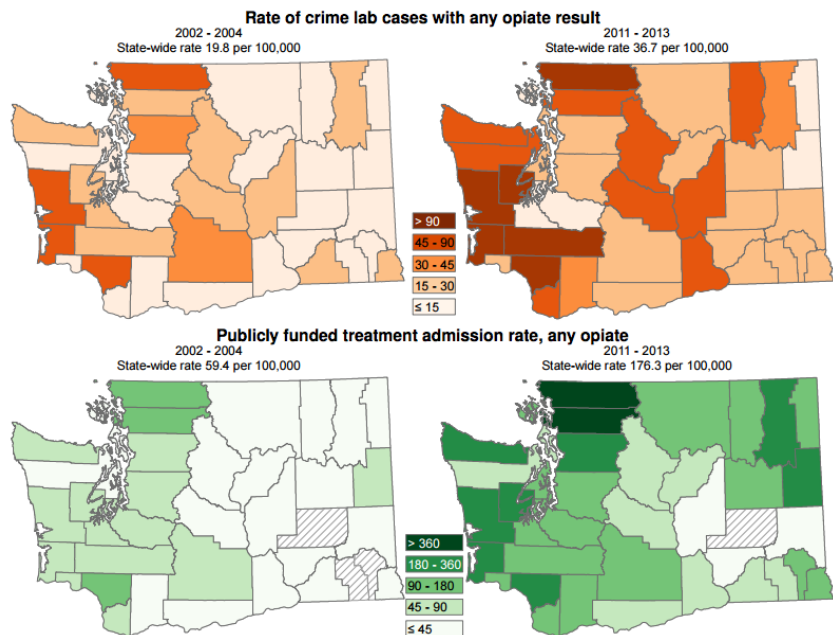 Rate of crime lab cases with any opiate result
2002 - 2004
State-wide rate 19.8 per 100,000
2011 - 2013
State-wide rate 36.7 per 100,000
> 90
45 - 90
30 - 45
15 - 30
≤ 15
Publicly funded treatment admission rate, any opiate
2002 - 2004
State-wide rate 59.4 per 100,000
2011 - 2013
State-wide rate 176.3 per 100,000
> 360
180 - 360
90 - 180
45 - 90
≤ 45